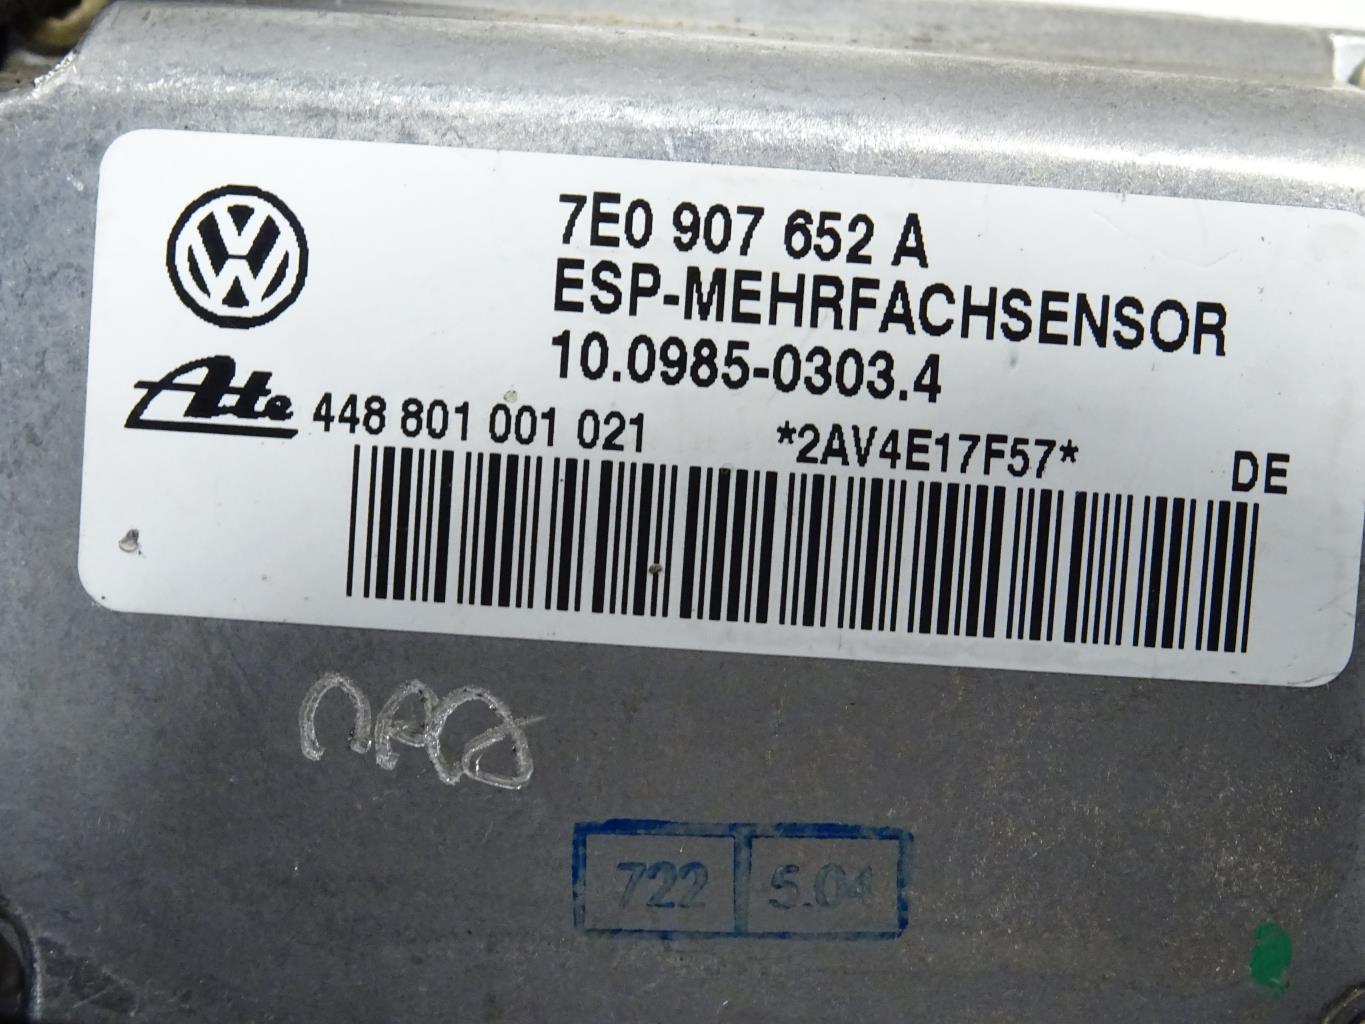 7E0 907 652 A
ESP-MEHRFACHSENSOR
10.0985-0303.4
Ate 448 801 001 021 *2AV4E17F57* DE
722 5.04